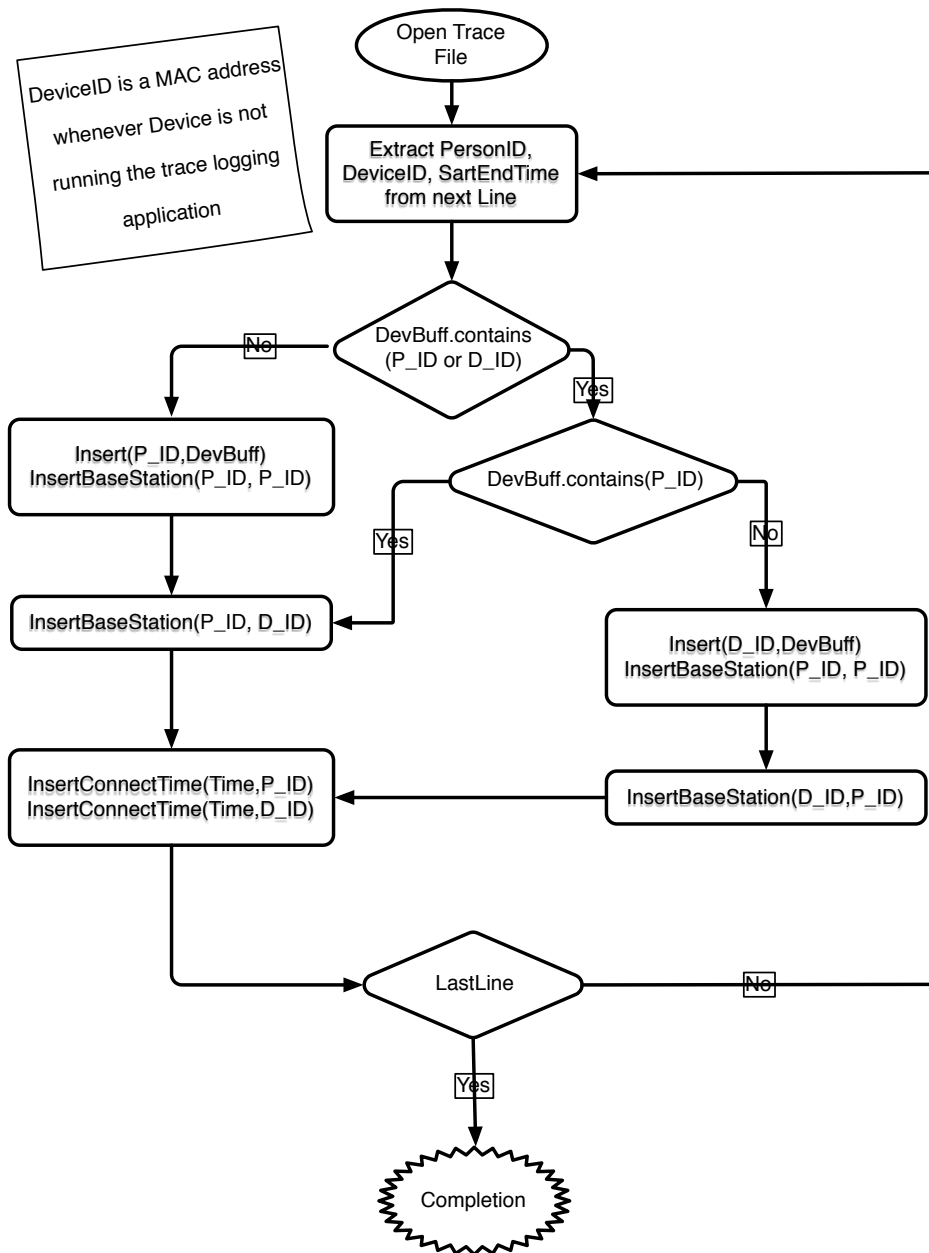 Open Trace
File
DeviceID is a MAC address
whenever Device is not
running the trace logging
application
Extract PersonID,
DeviceID, SartEndTime
from next Line
DevBuff.contains
(P_ID or D_ID)
No
Yes
Insert(P_ID,DevBuff)
InsertBaseStation(P_ID, P_ID)
DevBuff.contains(P_ID)
Yes
No
InsertBaseStation(P_ID, D_ID)
Insert(D_ID,DevBuff)
InsertBaseStation(P_ID, P_ID)
InsertConnectTime(Time,P_ID)
InsertConnectTime(Time,D_ID)
InsertBaseStation(D_ID,P_ID)
LastLine
No
Yes
Completion